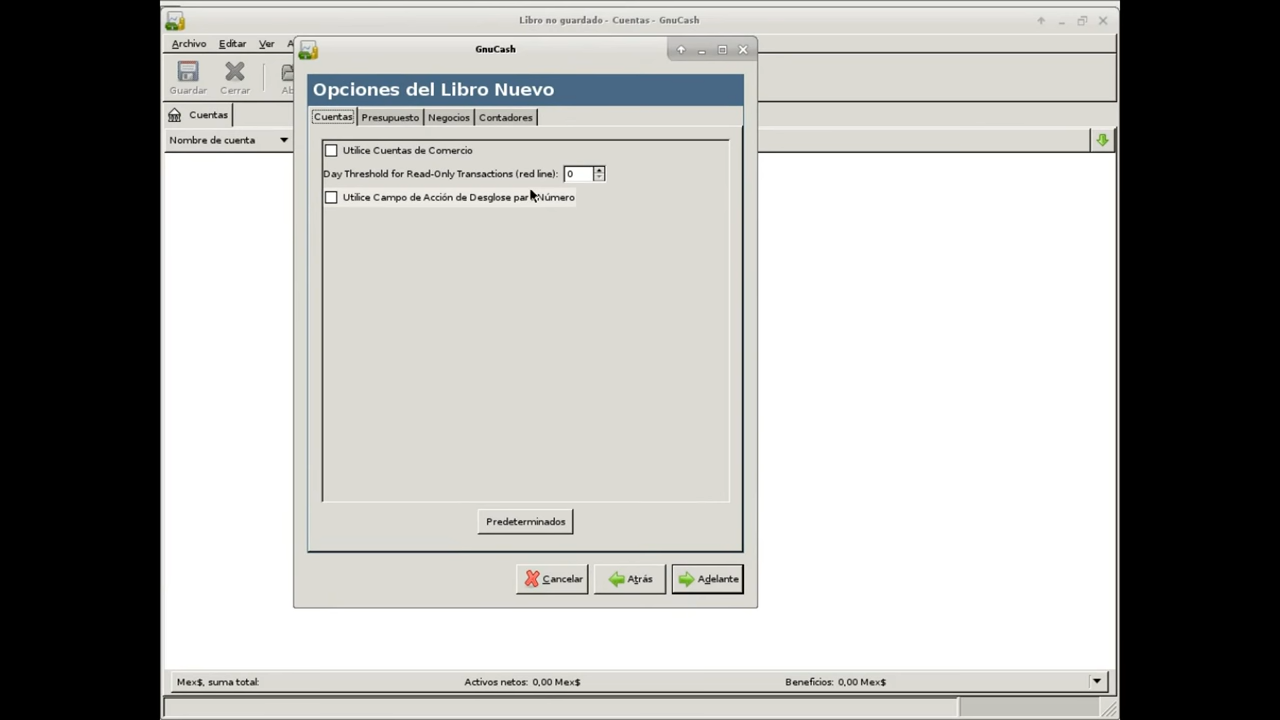 Libro no guardado - Cuentas - GnuCash
Archivo Editar Ver A
GnuCash
Guardar Cerrar Ab
Opciones del Libro Nuevo
Cuentas
Cuentas Presupuesto Negocios Contadores
Nombre de cuenta
Utilice Cuentas de Comercio
Day Threshold for Read-Only Transactions (red line): 0
Utilice Campo de Acción de Desglose par Número
Predeterminados
Cancelar Atrás Adelante
Mex$, suma total: Activos netos: 0,00 Mex$ Beneficios: 0,00 Mex$